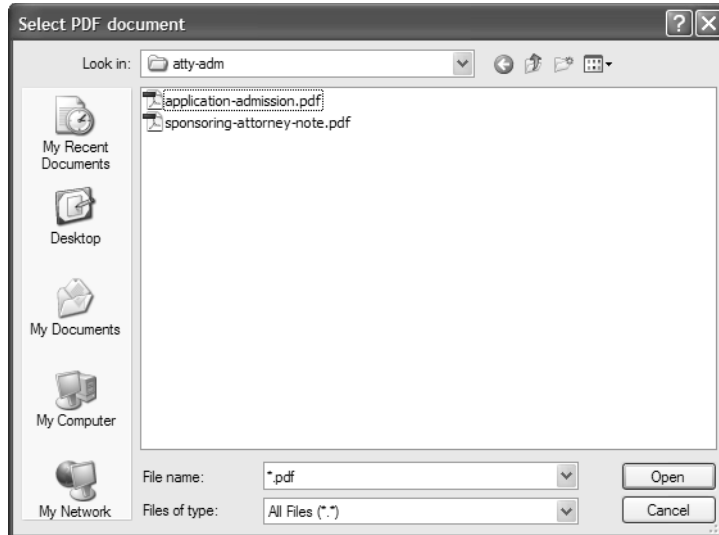 Select PDF document
Look in: atty-adm
application-admission.pdf
sponsoring-attorney-note.pdf
My Recent
Documents
Desktop
My Documents
My Computer
My Network
File name: *.pdf Open
Files of type: All Files (*.*) Cancel